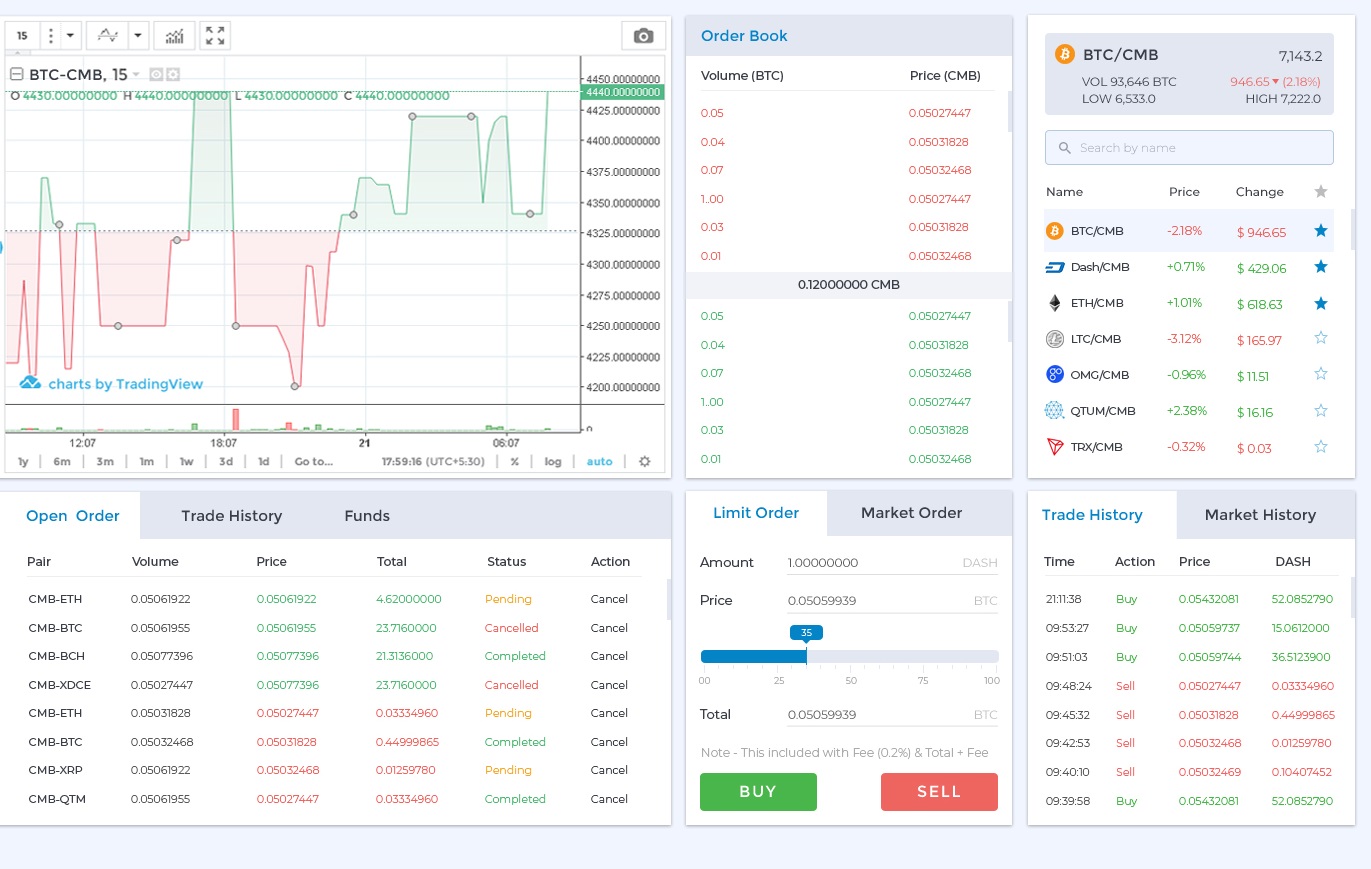 15
BTC-CMB, 15
O 4430.00000000 H 4440.00000000 L 4430.00000000 C 4440.00000000
4450.00000000
4440.00000000
4425.00000000
4400.00000000
4375.00000000
4350.00000000
4325.00000000
4300.00000000
4275.00000000
4250.00000000
4225.00000000
4200.00000000
0
charts by TradingView
12:07 18:07 21 06:07
1y 6m 3m 1m 1w 3d 1d Go to... 17:59:16 (UTC+5:30) % log auto
Order Book
Volume (BTC) Price (CMB)
0.05 0.05027447
0.04 0.05031828
0.07 0.05032468
1.00 0.05027447
0.03 0.05031828
0.01 0.05032468
0.12000000 CMB
0.05 0.05027447
0.04 0.05031828
0.07 0.05032468
1.00 0.05027447
0.03 0.05031828
0.01 0.05032468
BTC/CMB 7,143.2
VOL 93,646 BTC 946.65 (2.18%)
LOW 6,533.0 HIGH 7,222.0
Search by name
Name Price Change
BTC/CMB -2.18% $ 946.65
Dash/CMB +0.71% $ 429.06
ETH/CMB +1.01% $ 618.63
LTC/CMB -3.12% $ 165.97
OMG/CMB -0.96% $ 11.51
QTUM/CMB +2.38% $ 16.16
TRX/CMB -0.32% $ 0.03
Open Order Trade History Funds
Pair Volume Price Total Status Action
CMB-ETH 0.05061922 0.05061922 4.62000000 Pending Cancel
CMB-BTC 0.05061955 0.05061955 23.7160000 Cancelled Cancel
CMB-BCH 0.05077396 0.05077396 21.3136000 Completed Cancel
CMB-XDCE 0.05027447 0.05077396 23.7160000 Cancelled Cancel
CMB-ETH 0.05031828 0.05027447 0.03334960 Pending Cancel
CMB-BTC 0.05032468 0.05031828 0.44999865 Completed Cancel
CMB-XRP 0.05061922 0.05032468 0.01259780 Pending Cancel
CMB-QTM 0.05061955 0.05027447 0.03334960 Completed Cancel
Limit Order Market Order
Amount 1.00000000 DASH
Price 0.05059939 BTC
35
00 25 50 75 100
Total 0.05059939 BTC
Note - This included with Fee (0.2%) & Total + Fee
BUY SELL
Trade History Market History
Time Action Price DASH
21:11:38 Buy 0.05432081 52.0852790
09:53:27 Buy 0.05059737 15.0612000
09:51:03 Buy 0.05059744 36.5123900
09:48:24 Sell 0.05027447 0.03334960
09:45:32 Sell 0.05031828 0.44999865
09:42:53 Sell 0.05032468 0.01259780
09:40:10 Sell 0.05032469 0.10407452
09:39:58 Buy 0.05432081 52.0852790